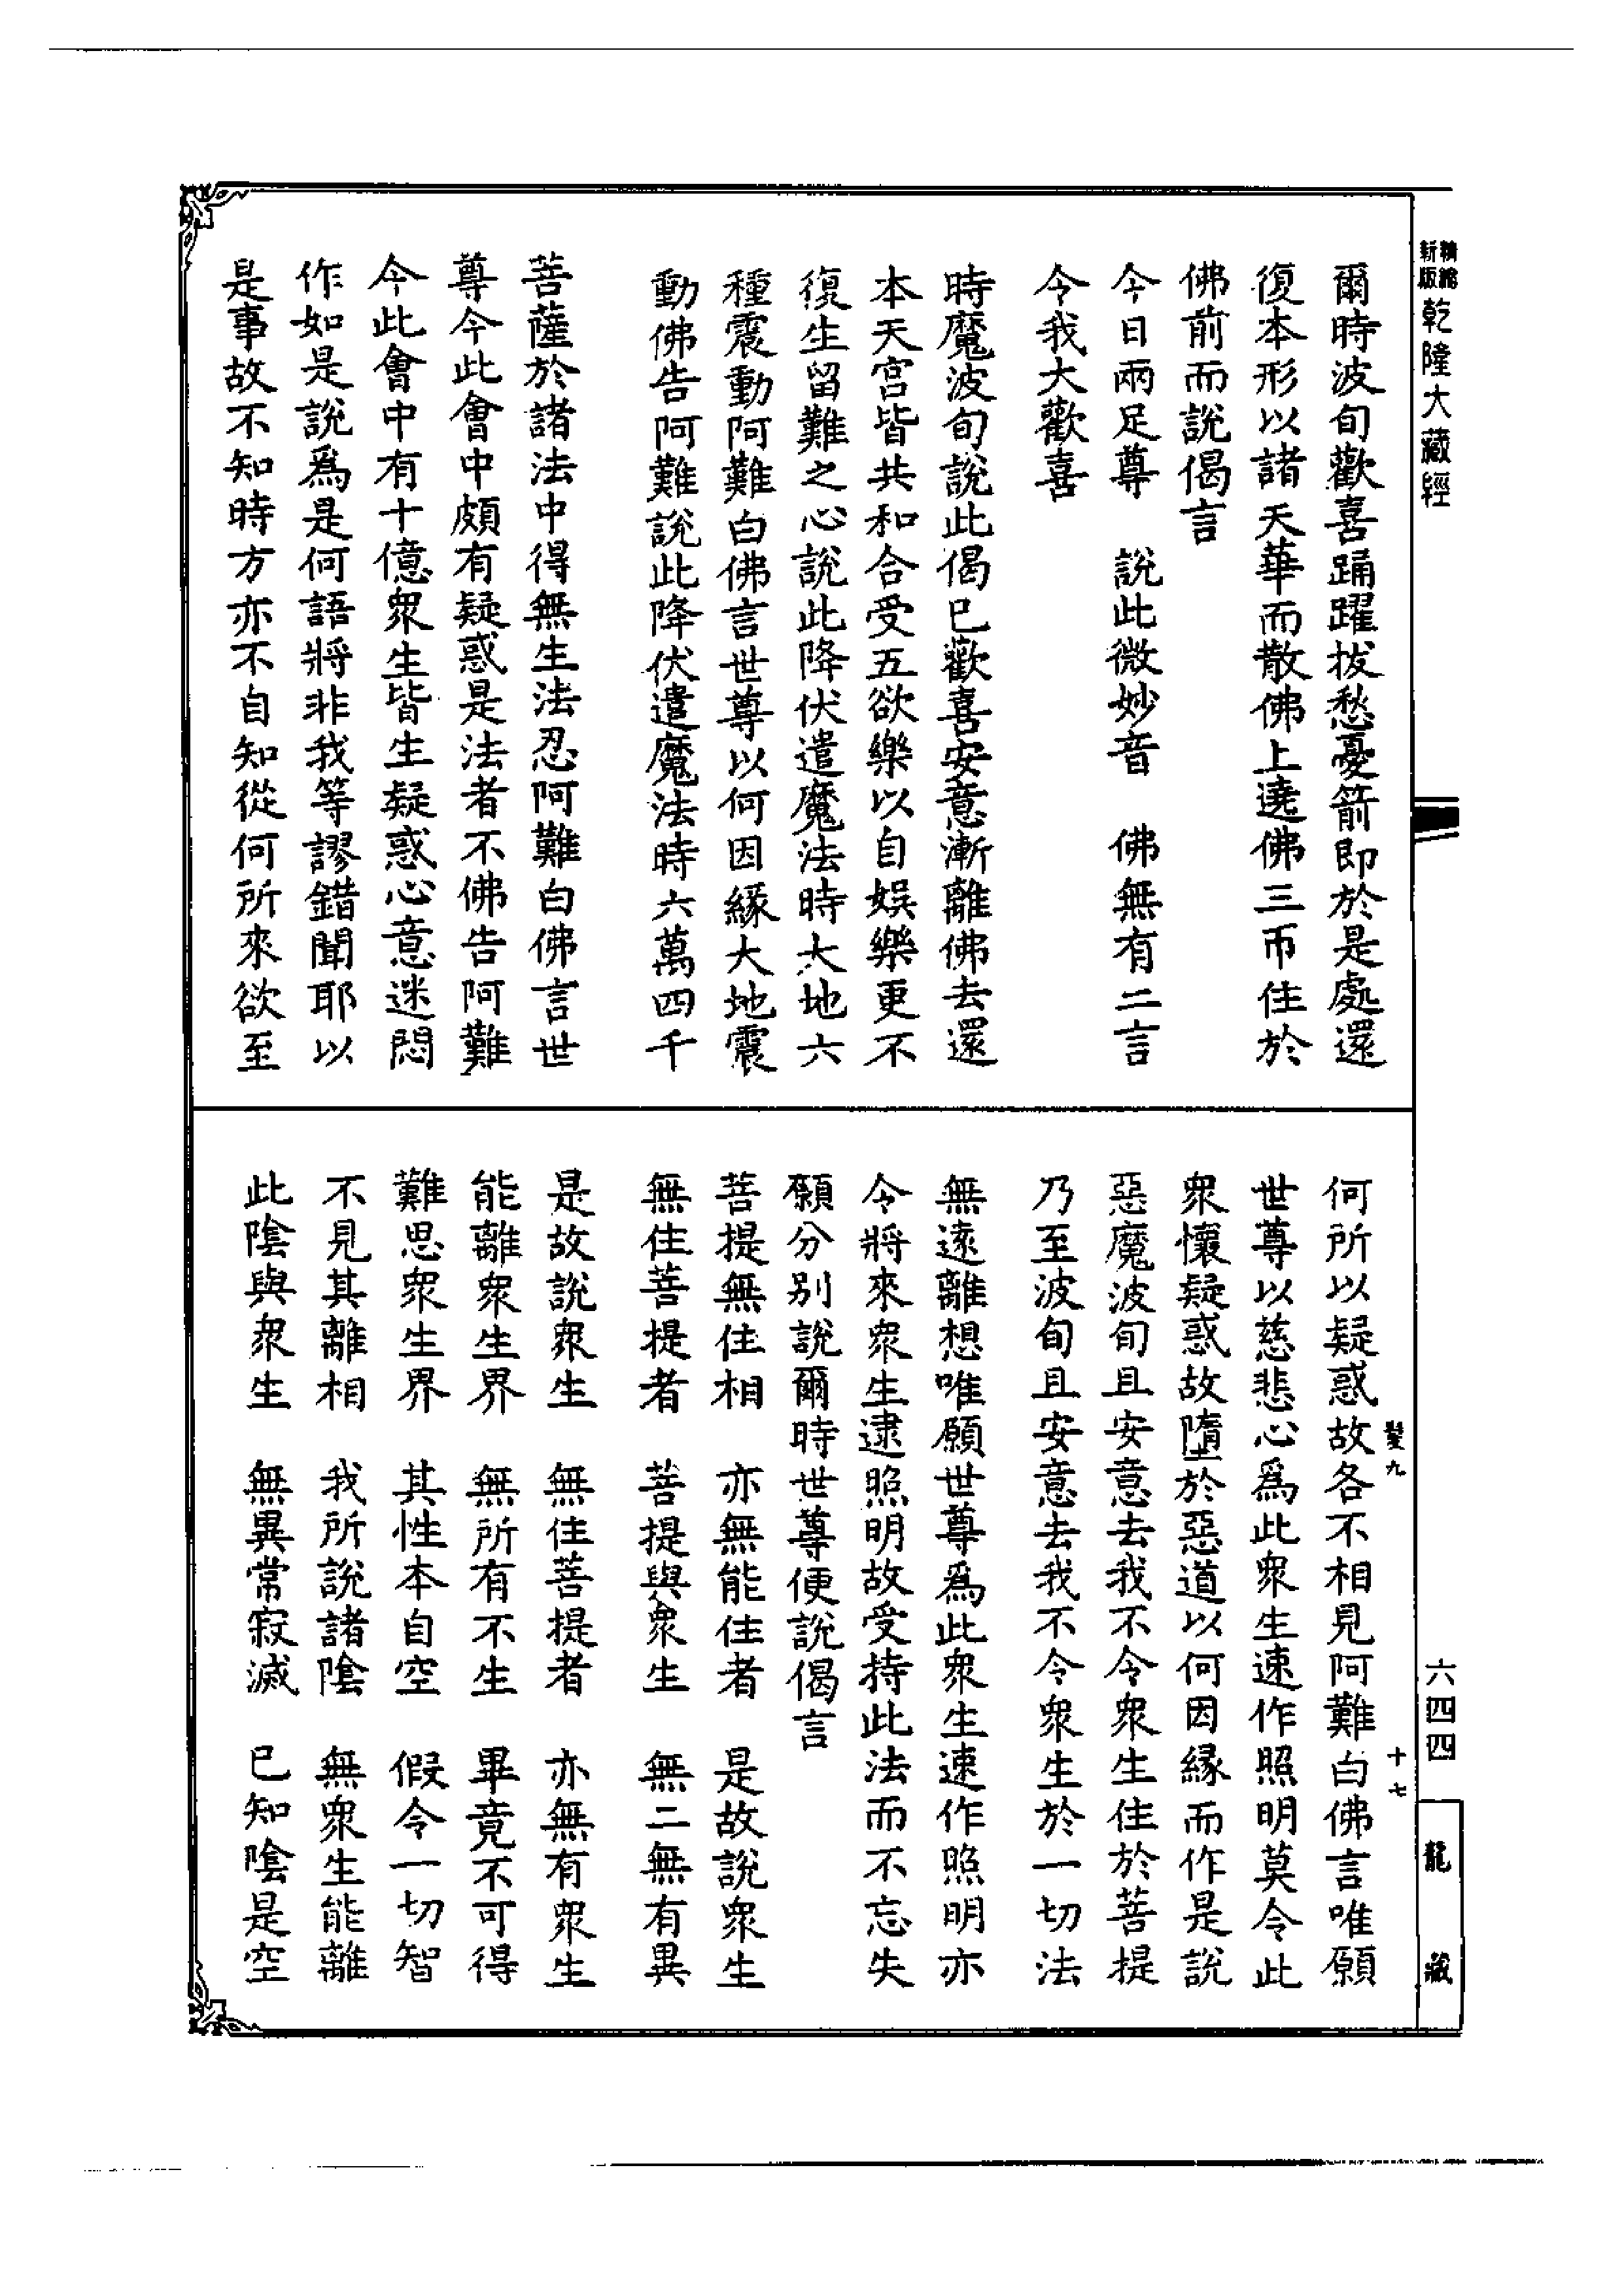 新版
精縮
乾隆大藏經
爾時波旬歡喜踊躍拔愁憂箭即於是處還
復本形以諸天華而散佛上遶佛三帀住於
佛前而說偈言
今日兩足尊　說此微妙音　佛無有二言
令我大歡喜
時魔波旬說此偈已歡喜安意漸離佛去還
本天宮皆共和合受五欲樂以自娛樂更不
復生留難之心說此降伏遣魔法時大地六
種震動阿難白佛言世尊以何因緣大地震
動佛告阿難說此降伏遣魔法時六萬四千
菩薩於諸法中得無生法忍阿難白佛言世
尊今此會中頗有疑惑是法者不佛告阿難
今此會中有十億眾生皆生疑惑心意迷悶
作如是說爲是何語將非我等謬錯聞耶以
是事故不知時方亦不自知從何所來欲至
何所以疑惑故各不相見阿難白佛言唯願
世尊以慈悲心爲此眾生速作照明莫令此
眾懷疑惑故墮於惡道以何因緣而作是說
惡魔波旬且安意去我不令眾生住於菩提
乃至波旬且安意去我不令眾生於一切法
無遠離想唯願世尊爲此眾生速作照明亦
令將來眾生逮照明故受持此法而不忘失
願分別說爾時世尊便說偈言
菩提無住相　亦無能住者　是故說眾生
無住菩提者　菩提與眾生　無二無有異
是故說眾生　無住菩提者　亦無有眾生
能離眾生界　無所有不生　畢竟不可得
難思眾生界　其性本自空　假令一切智
不見其離相　我所說諸陰　無眾生能離
此陰與眾生　無異常寂滅　已知陰是空
髮九
十七
六四四
龍藏